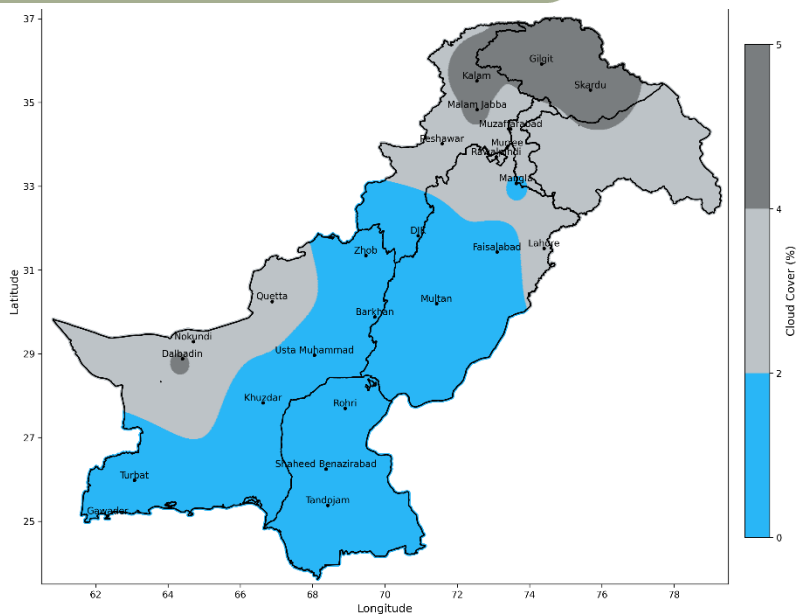 37
5
Gilgit
Kalam
Skardu
35
Malam Jabba
Muzaffarabad
Peshawar
Murree
Rawalpindi
4
33
Mangla
DIK
Zhob
Faisalabad
Lahore
31
Quetta
Multan
Barkhan
Nokundi
Usta Muhammad
Dalbadin
29
2
Khuzdar
Rohri
27
Shaheed Benazirabad
Turbat
Tandojam
Gawader
25
0
62
64
66
68
70
72
74
76
78
Longitude
Latitude
Cloud Cover (%)